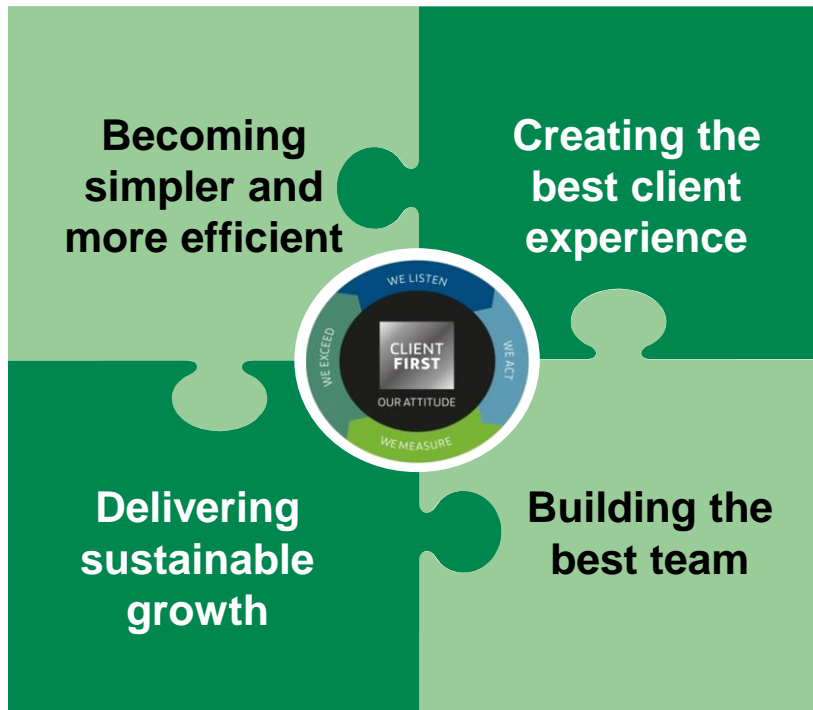 Becoming
simpler and
more efficient
Creating the
best client
experience
WE LISTEN
WE ACT
WE MEASURE
WE EXCEED
CLIENT
FIRST
OUR ATTITUDE
Delivering
sustainable
growth
Building the
best team